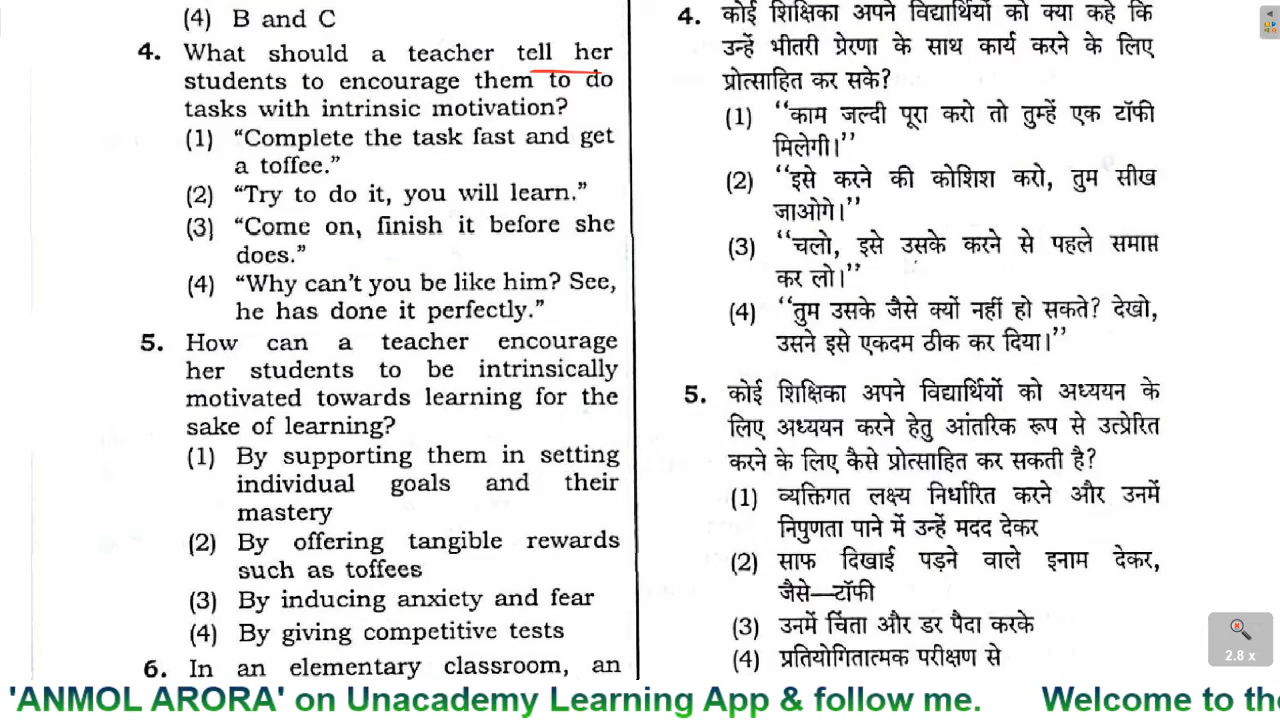 (4) B and C
4. What should a teacher tell her
students to encourage them to do
tasks with intrinsic motivation?
(1) “Complete the task fast and get
a toffee.”
(2) “Try to do it, you will learn.”
(3) “Come on, finish it before she
does.”
(4) “Why can’t you be like him? See,
he has done it perfectly.”
5. How can a teacher encourage
her students to be intrinsically
motivated towards learning for the
sake of learning?
(1) By supporting them in setting
individual goals and their
mastery
(2) By offering tangible rewards
such as toffees
(3) By inducing anxiety and fear
(4) By giving competitive tests
6. In an elementary classroom, an
4. कोई शिक्षिका अपने विद्यार्थियों को क्या कहे कि
उन्हें भीतरी प्रेरणा के साथ कार्य करने के लिए
प्रोत्साहित कर सके?
(1) ‘‘काम जल्दी पूरा करो तो तुम्हें एक टॉफी
मिलेगी।’’
(2) ‘‘इसे करने की कोशिश करो, तुम सीख
जाओगे।’’
(3) ‘‘चलो, इसे उसके करने से पहले समाप्त
कर लो।’’
(4) ‘‘तुम उसके जैसे क्यों नहीं हो सकते? देखो,
उसने इसे एकदम ठीक कर दिया।’’
5. कोई शिक्षिका अपने विद्यार्थियों को अध्ययन के
लिए अध्ययन करने हेतु आंतरिक रूप से उत्प्रेरित
करने के लिए कैसे प्रोत्साहित कर सकती है?
(1) व्यक्तिगत लक्ष्य निर्धारित करने और उनमें
निपुणता पाने में उन्हें मदद देकर
(2) साफ दिखाई पड़ने वाले इनाम देकर,
जैसे—टॉफी
(3) उनमें चिंता और डर पैदा करके
(4) प्रतियोगितात्मक परीक्षण से
2.8 x
'ANMOL ARORA' on Unacademy Learning App & follow me. Welcome to the